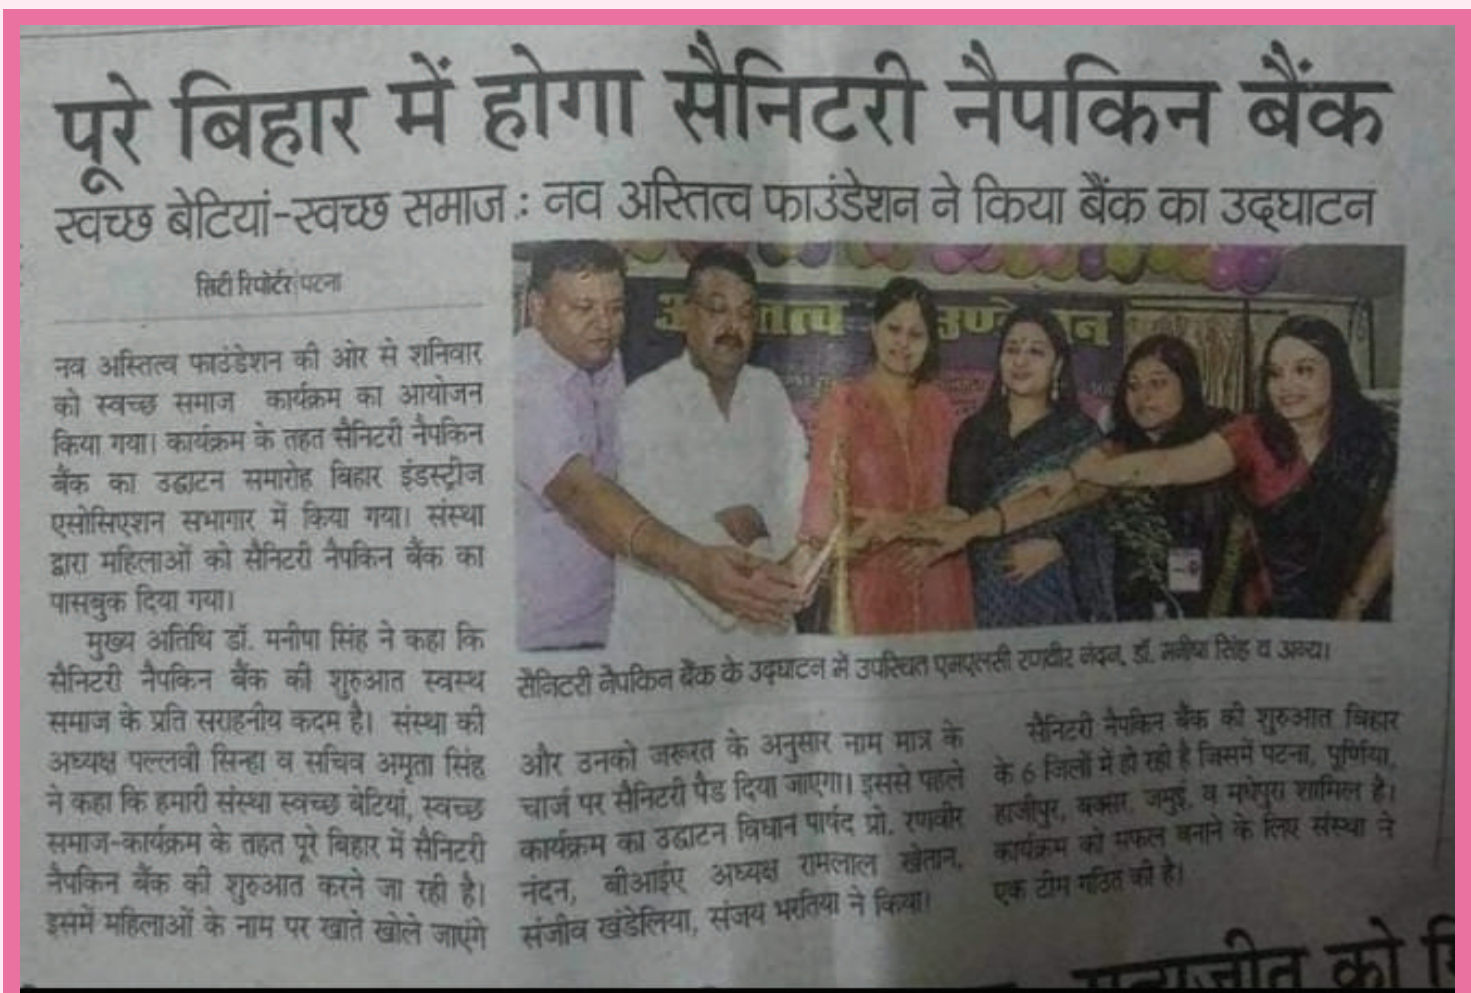 पूरे बिहार में होगा सैनिटरी नैपकिन बैंक
स्वच्छ बेटियां-स्वच्छ समाज : नव अस्तित्व फाउंडेशन ने किया बैंक का उद्घाटन
सिटी रिपोर्टर|पटना
नव अस्तित्व फाउंडेशन की ओर से शनिवार
को स्वच्छ समाज कार्यक्रम का आयोजन
किया गया। कार्यक्रम के तहत सैनिटरी नैपकिन
बैंक का उद्घाटन समारोह बिहार इंडस्ट्रीज
एसोसिएशन सभागार में किया गया। संस्था
द्वारा महिलाओं को सैनिटरी नैपकिन बैंक का
पासबुक दिया गया।
मुख्य अतिथि डॉ. मनीषा सिंह ने कहा कि
सैनिटरी नैपकिन बैंक की शुरुआत स्वस्थ
समाज के प्रति सराहनीय कदम है। संस्था की
अध्यक्ष पल्लवी सिन्हा व सचिव अमृता सिंह
ने कहा कि हमारी संस्था स्वच्छ बेटियां, स्वच्छ
समाज-कार्यक्रम के तहत पूरे बिहार में सैनिटरी
नैपकिन बैंक की शुरुआत करने जा रही है।
इसमें महिलाओं के नाम पर खाते खोले जाएंगे
सैनिटरी नैपकिन बैंक के उद्घाटन में उपस्थित एमएलसी रणवीर नंदन, डॉ. मनीषा सिंह व अन्य।
और उनको जरूरत के अनुसार नाम मात्र के
चार्ज पर सैनिटरी पैड दिया जाएगा। इससे पहले
कार्यक्रम का उद्घाटन विधान पार्षद प्रो. रणवीर
नंदन, बीआईए अध्यक्ष रामलाल खेतान,
संजीव खंडेलिया, संजय भरतिया ने किया।
सैनिटरी नैपकिन बैंक की शुरुआत बिहार
के 6 जिलों में हो रही है जिसमें पटना, पूर्णिया,
हाजीपुर, बक्सर, जमुई, व मधेपुरा शामिल है।
कार्यक्रम को सफल बनाने के लिए संस्था ने
एक टीम गठित की है।
को